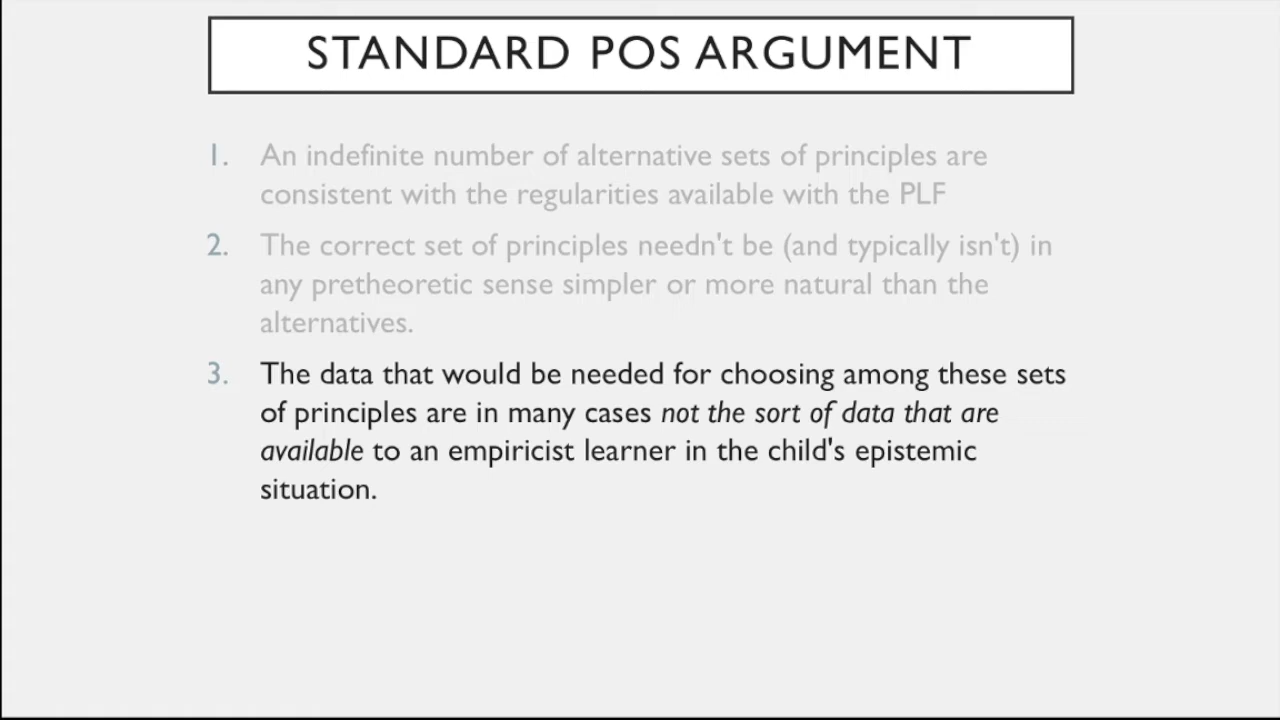 STANDARD POS ARGUMENT
1. An indefinite number of alternative sets of principles are
consistent with the regularities available with the PLF
2. The correct set of principles needn't be (and typically isn't) in
any pretheoretic sense simpler or more natural than the
alternatives.
3. The data that would be needed for choosing among these sets
of principles are in many cases not the sort of data that are
available to an empiricist learner in the child's epistemic
situation.